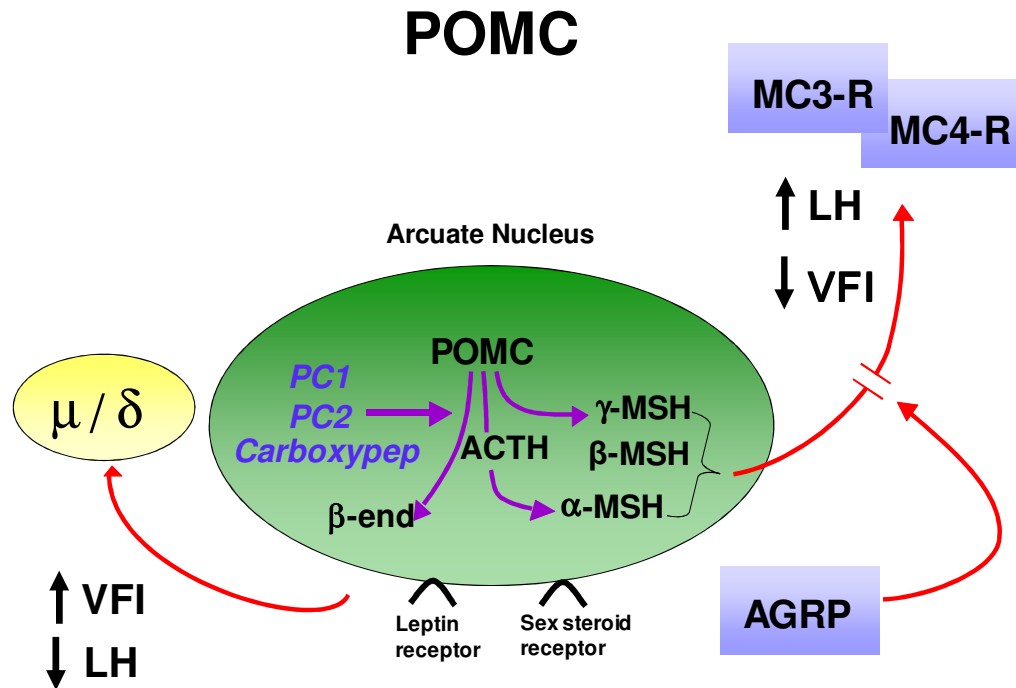 POMC
MC3-R
MC4-R
↑ LH
↓ VFI
Arcuate Nucleus
POMC
PC1
PC2
Carboxypep
γ-MSH
β-MSH
ACTH
α-MSH
β-end
μ / δ
↑ VFI
↓ LH
Leptin
receptor
Sex steroid
receptor
AGRP